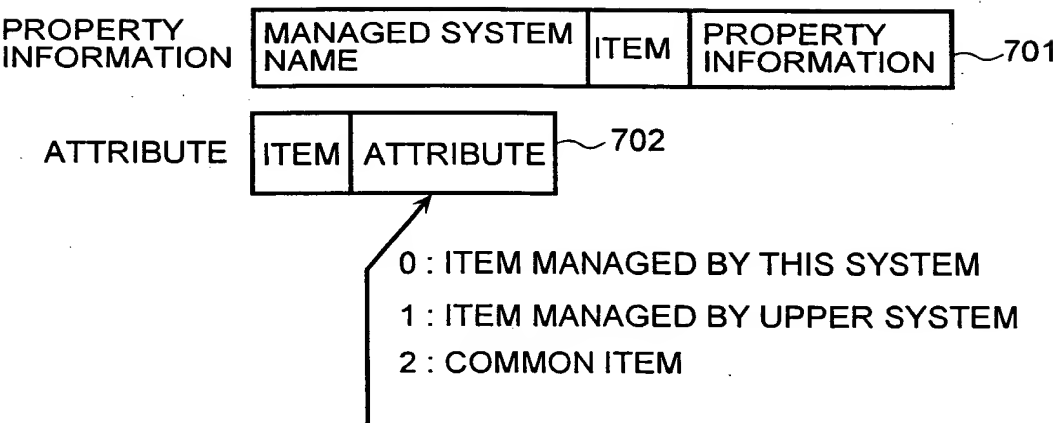 PROPERTY
INFORMATION
MANAGED SYSTEM
NAME
ITEM
PROPERTY
INFORMATION
701
ATTRIBUTE
ITEM
ATTRIBUTE
702
0 : ITEM MANAGED BY THIS SYSTEM
1 : ITEM MANAGED BY UPPER SYSTEM
2 : COMMON ITEM